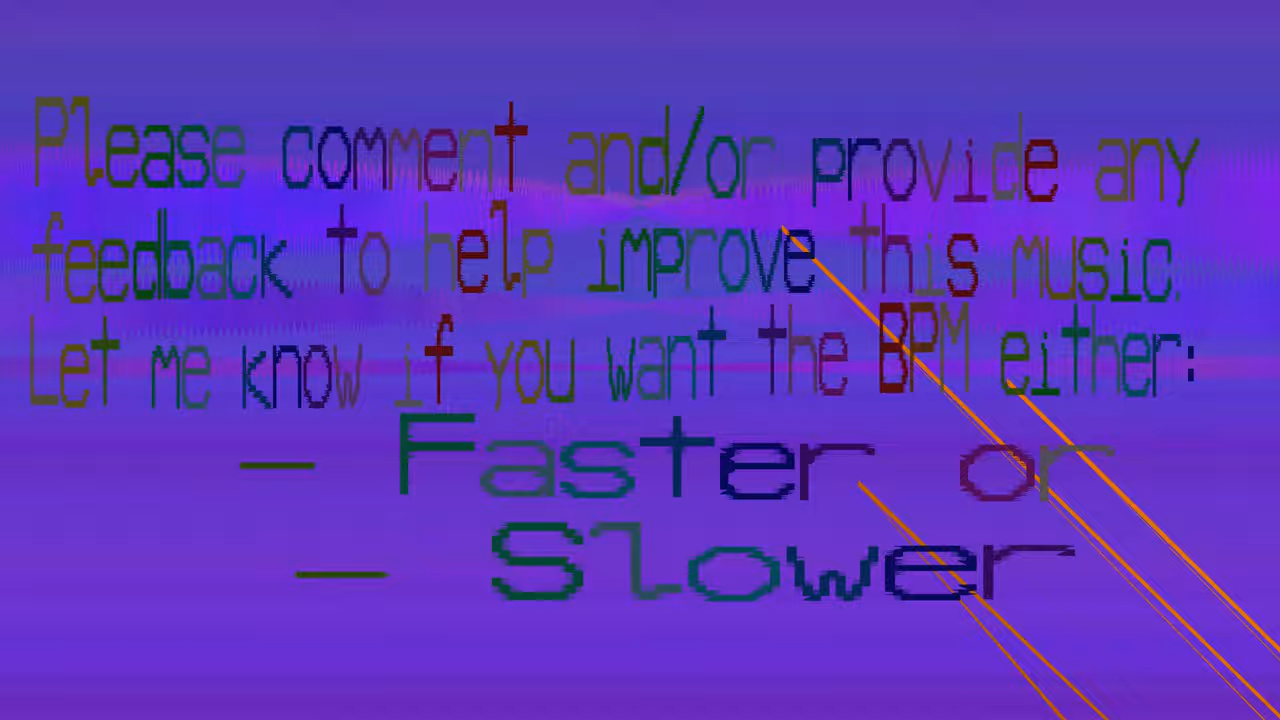 Please comment and/or provide any
feedback to help improve this music.
Let me know if you want the BPM either:
- Faster or
- Slower